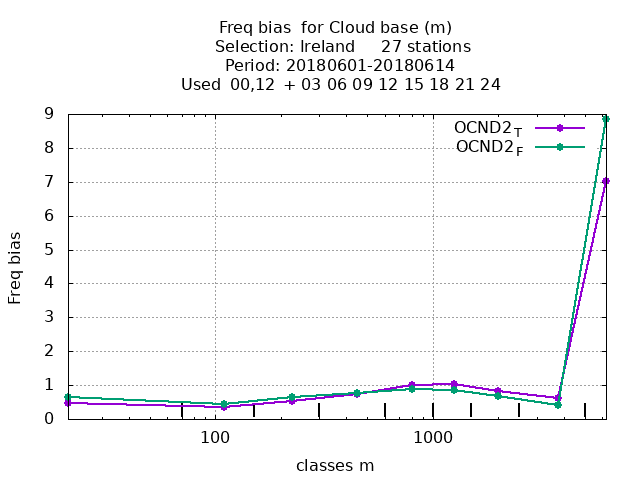 Freq bias  for Cloud base (m)
Selection: Ireland     27 stations
Period: 20180601-20180614
Used  00,12  + 03 06 09 12 15 18 21 24
OCND2T
OCND2F
9
8
7
6
5
4
3
2
1
0
Freq bias
100
1000
classes m